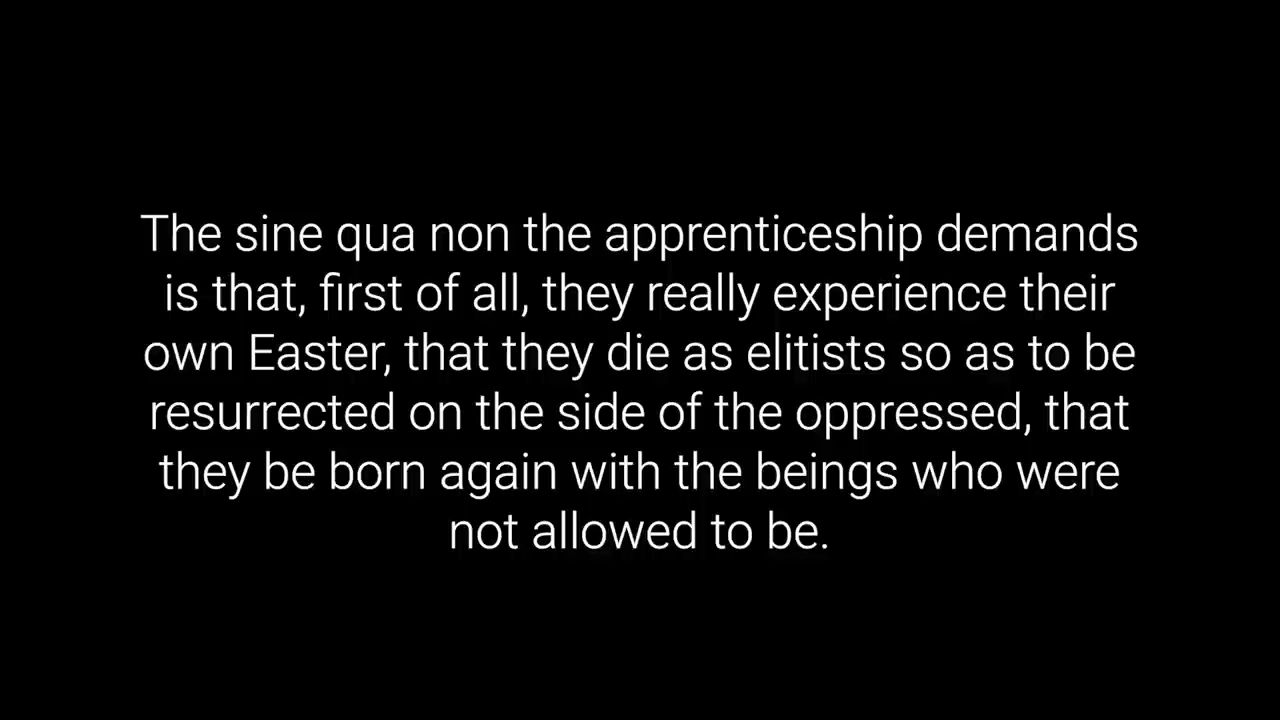 The sine qua non the apprenticeship demands
is that, first of all, they really experience their
own Easter, that they die as elitists so as to be
resurrected on the side of the oppressed, that
they be born again with the beings who were
not allowed to be.